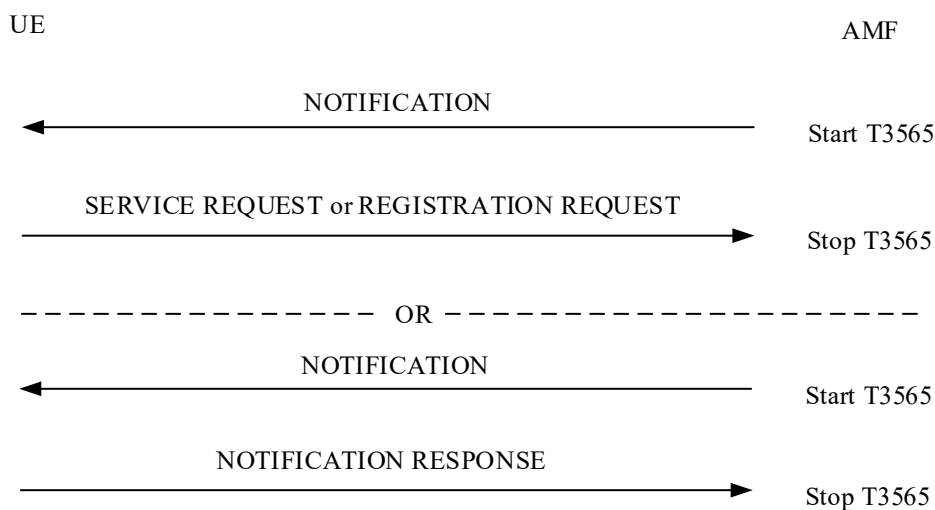 UE
AMF
NOTIFICATION
Start T3565
SERVICE REQUEST or REGISTRATION REQUEST
Stop T3565
OR
NOTIFICATION
Start T3565
NOTIFICATION RESPONSE
Stop T3565